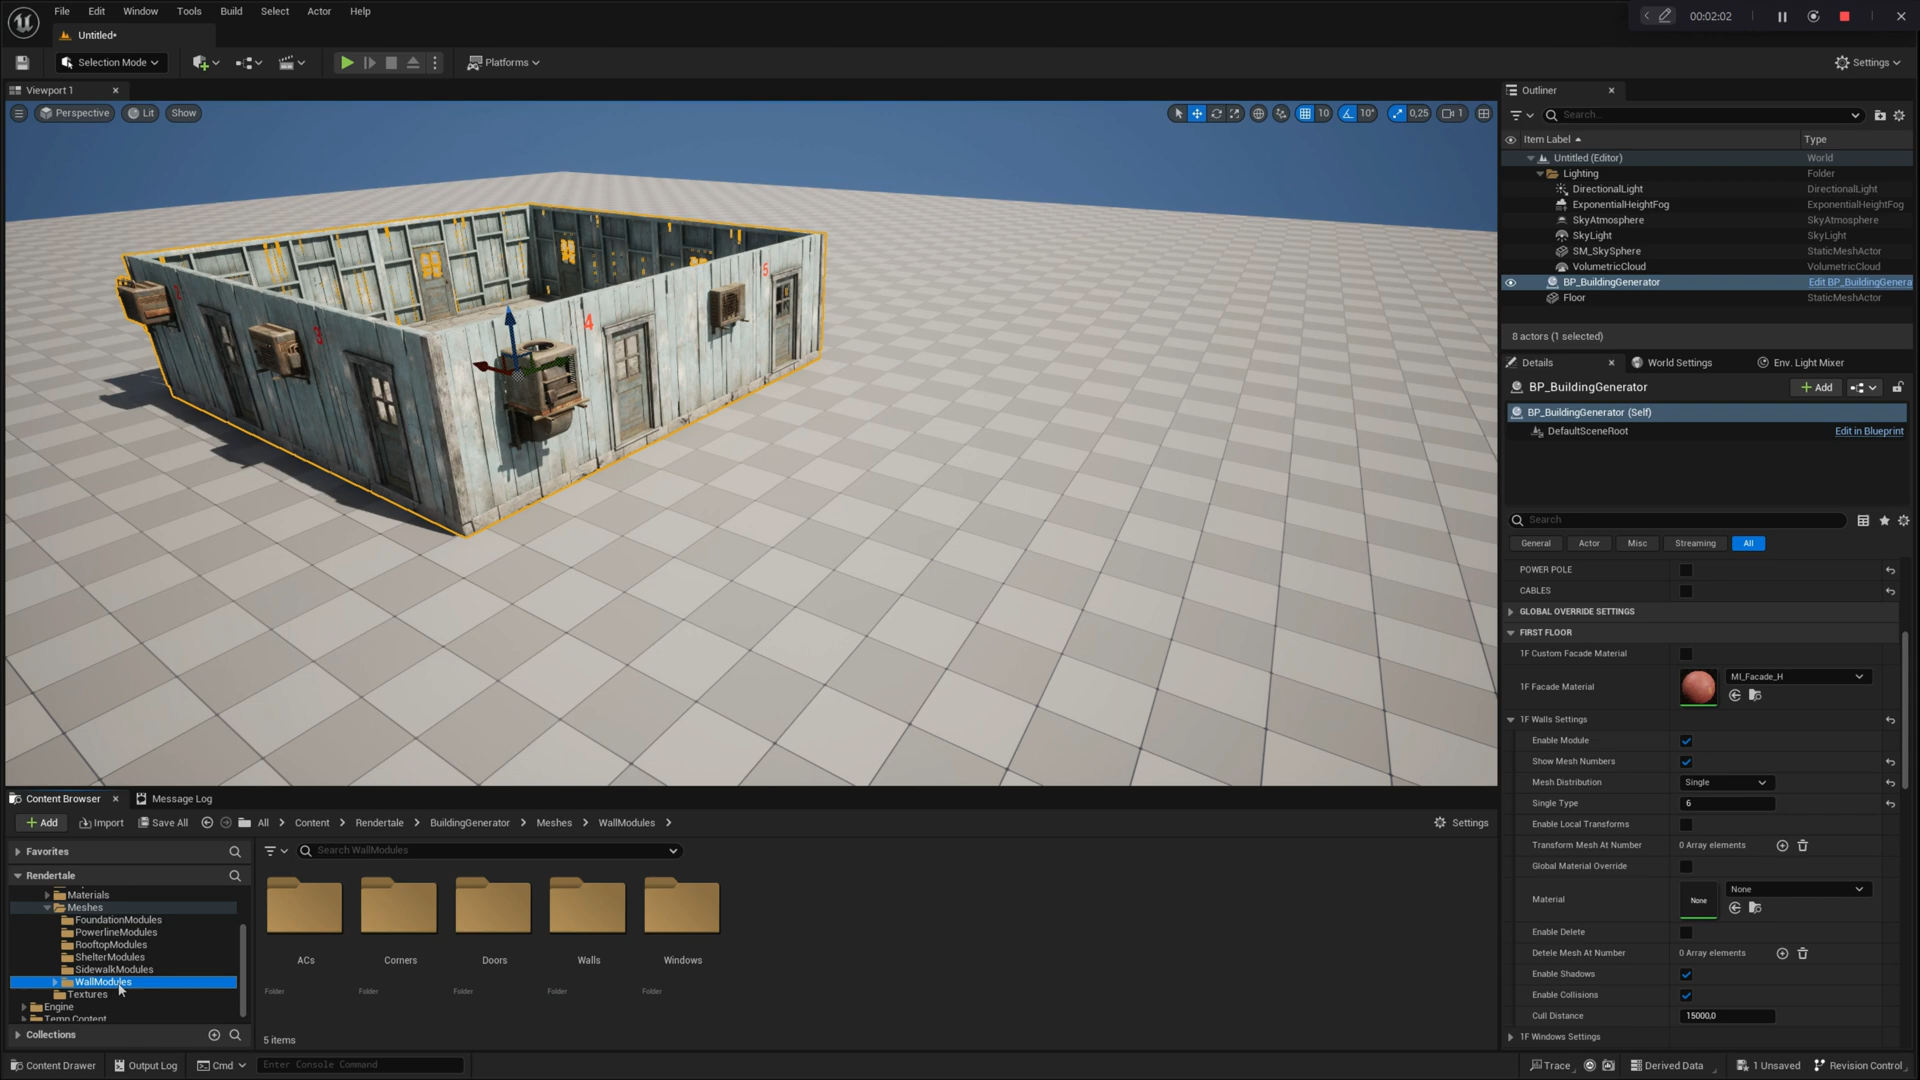 File Edit Window Tools Build Select Actor Help
00:02:02
Untitled•
Selection Mode
Platforms
Settings
Viewport 1
Perspective Lit Show
10 10° 0,25 1
3
4
5
Outliner
Search...
Item Label Type
Untitled (Editor) World
Lighting Folder
DirectionalLight DirectionalLight
ExponentialHeightFog ExponentialHeightFog
SkyAtmosphere SkyAtmosphere
SkyLight SkyLight
SM_SkySphere StaticMeshActor
VolumetricCloud VolumetricCloud
BP_BuildingGenerator Edit BP_BuildingGenera
Floor StaticMeshActor
8 actors (1 selected)
Details World Settings Env. Light Mixer
BP_BuildingGenerator
Add
BP_BuildingGenerator (Self)
DefaultSceneRoot Edit in Blueprint
Search
General Actor Misc Streaming All
POWER POLE
CABLES
GLOBAL OVERRIDE SETTINGS
FIRST FLOOR
1F Custom Facade Material
1F Facade Material MI_Facade_H
1F Walls Settings
Enable Module
Show Mesh Numbers
Mesh Distribution Single
Single Type 6
Enable Local Transforms
Transform Mesh At Number 0 Array elements
Global Material Override
Material None None
Enable Delete
Detele Mesh At Number 0 Array elements
Enable Shadows
Enable Collisions
Cull Distance 15000,0
1F Windows Settings
Content Browser Message Log
Add Import Save All All Content Rendertale BuildingGenerator Meshes WallModules Settings
Favorites
Rendertale
Materials
Meshes
FoundationModules
PowerlineModules
RooftopModules
ShelterModules
SidewalkModules
WallModules
Textures
Engine
Temp Content
Collections
Search WallModules
ACs Corners Doors Walls Windows
Folder Folder Folder Folder Folder
5 items
Content Drawer Output Log Cmd Enter Console Command
Trace Derived Data 1 Unsaved Revision Control